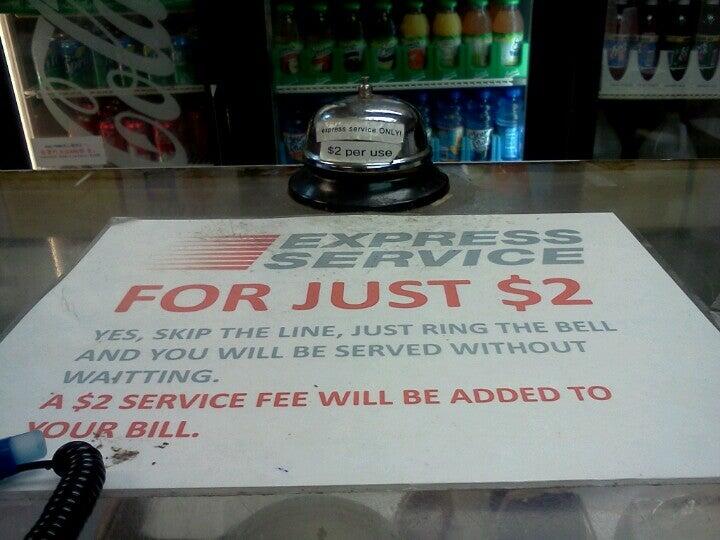 Cola
express service ONLY!
$2 per use
EXPRESS
SERVICE
FOR JUST $2
YES, SKIP THE LINE, JUST RING THE BELL
AND YOU WILL BE SERVED WITHOUT
WAITTING.
A $2 SERVICE FEE WILL BE ADDED TO
YOUR BILL.